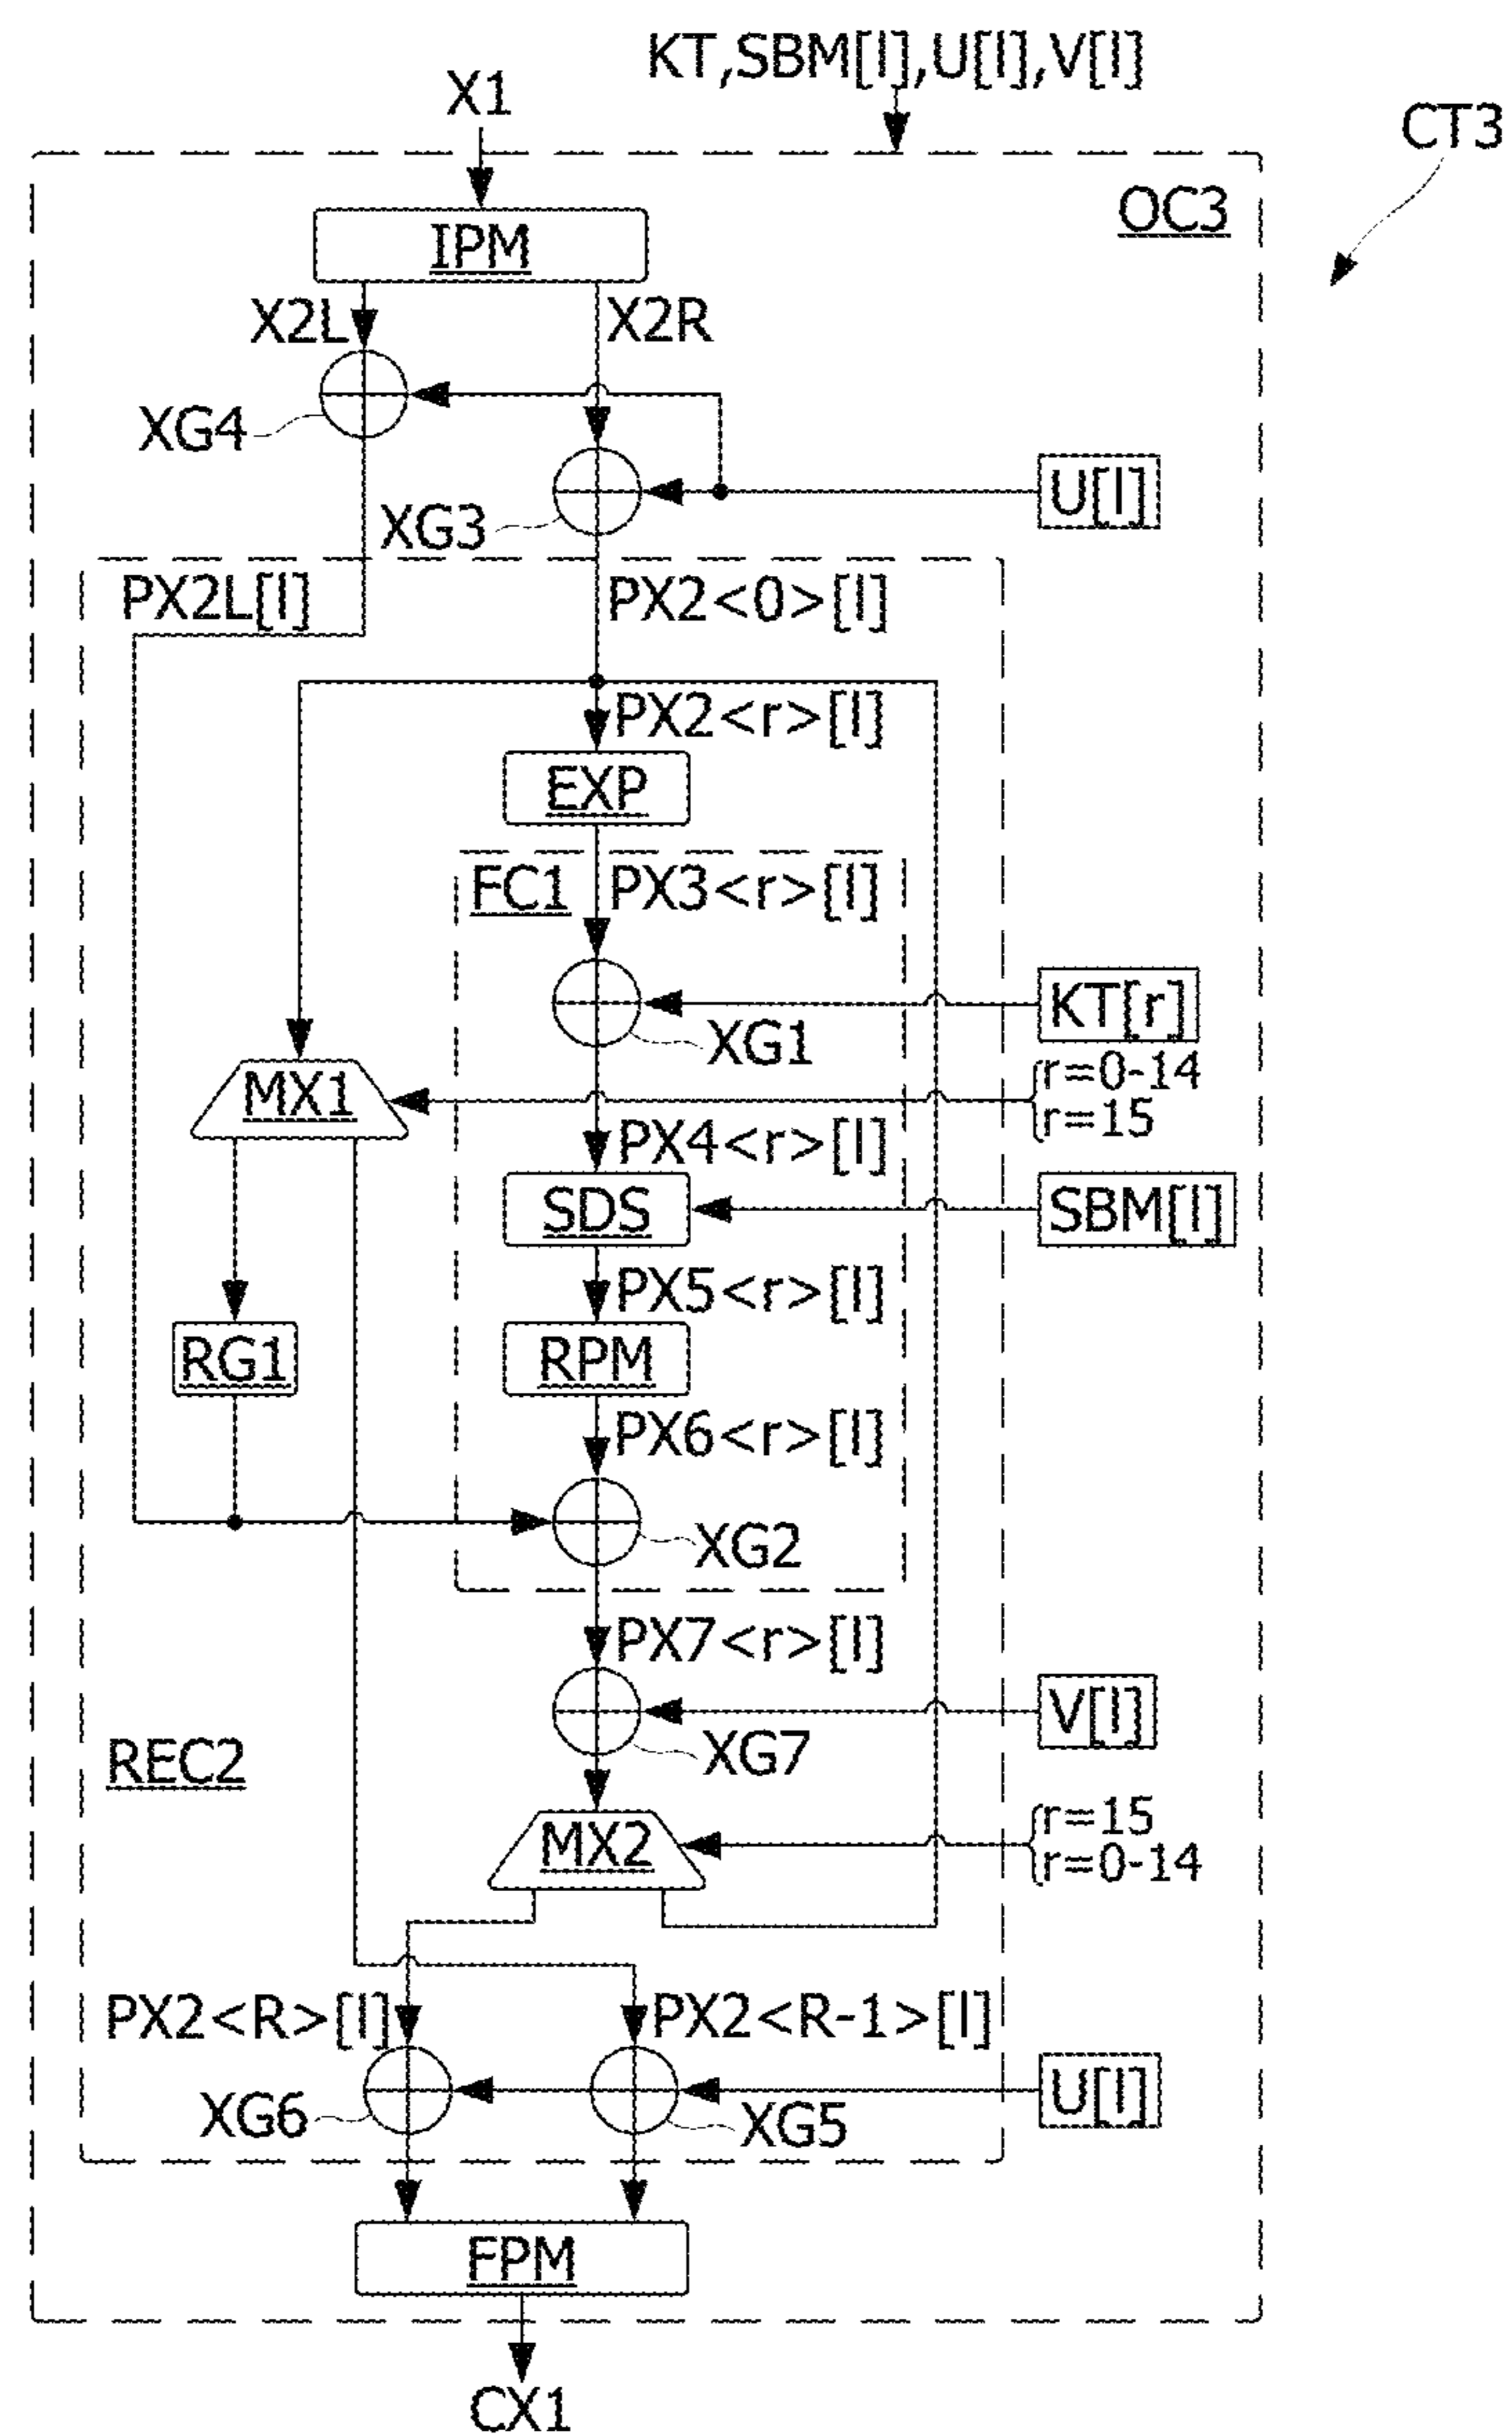 KT,SBM[l],U[l],V[l]
X1
CT3
OC3
IPM
X2L
X2R
XG4
XG3
U[l]
PX2L[l]
PX2<0>[l]
PX2<r>[l]
EXP
FC1
PX3<r>[l]
KT[r]
XG1
MX1
r=0-14
r=15
PX4<r>[l]
SDS
SBM[l]
PX5<r>[l]
RG1
RPM
PX6<r>[l]
XG2
PX7<r>[l]
V[l]
XG7
REC2
MX2
r=15
r=0-14
PX2<R>[l]
PX2<R-1>[l]
U[l]
XG6
XG5
FPM
CX1